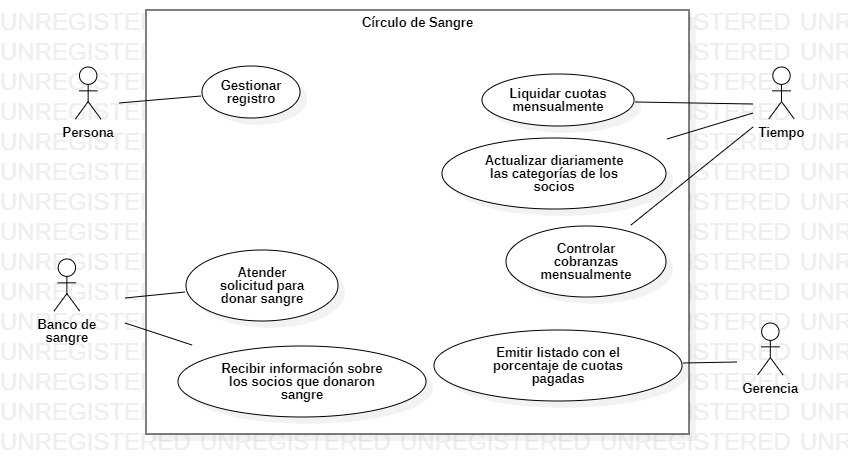 Círculo de Sangre
Gestionar
registro
Persona
Liquidar cuotas
mensualmente
Tiempo
Actualizar diariamente
las categorías de los
socios
Controlar
cobranzas
mensualmente
Atender
solicitud para
donar sangre
Banco de
sangre
Recibir información sobre
los socios que donaron
sangre
Emitir listado con el
porcentaje de cuotas
pagadas
Gerencia
UNREGISTERED UNREGISTERED UNREGISTERED UNREGISTERED